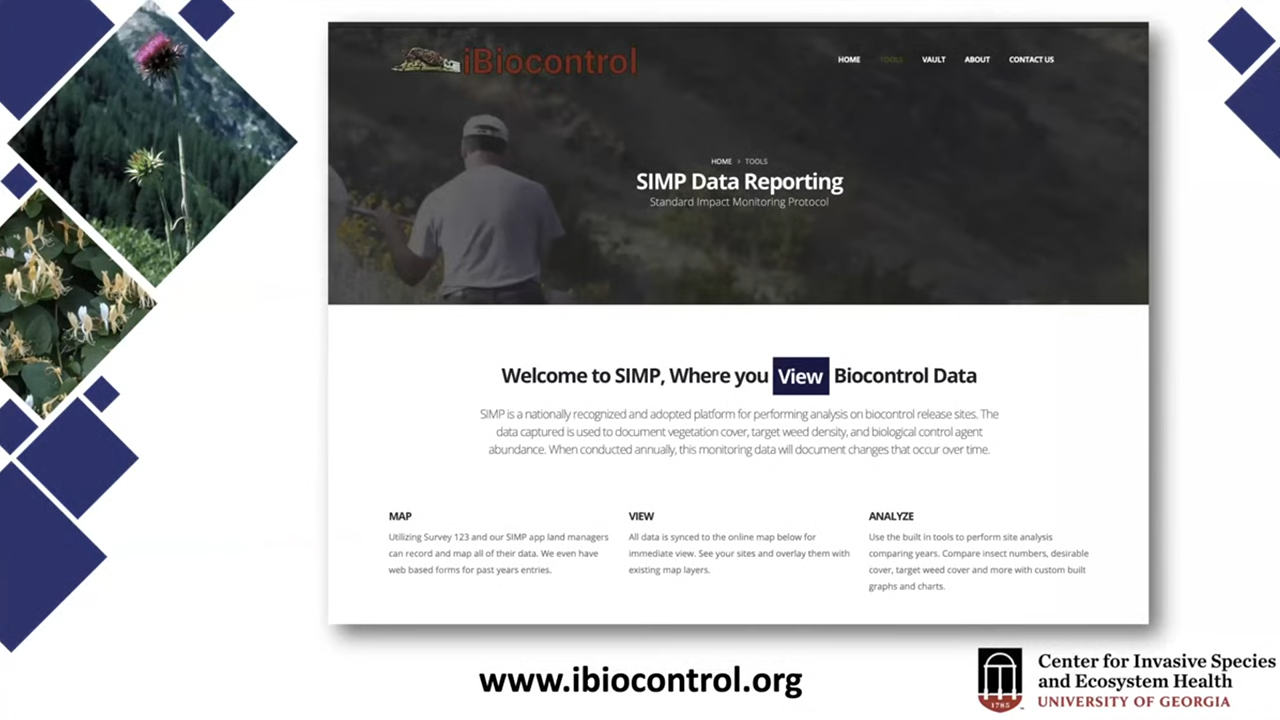 iBiocontrol
HOME TOOLS VAULT ABOUT CONTACT US
HOME > TOOLS
SIMP Data Reporting
Standard Impact Monitoring Protocol
Welcome to SIMP, Where you View Biocontrol Data
SIMP is a nationally recognized and adopted platform for performing analysis on biocontrol release sites. The
data captured is used to document vegetation cover, target weed density, and biological control agent
abundance. When conducted annually, this monitoring data will document changes that occur over time.
MAP
Utilizing Survey 123 and our SIMP app land managers
can record and map all of their data. We even have
web based forms for past years entries.
VIEW
All data is synced to the online map below for
immediate view. See your sites and overlay them with
existing map layers.
ANALYZE
Use the built in tools to perform site analysis
comparing years. Compare insect numbers, desirable
cover, target weed cover and more with custom built
graphs and charts.
www.ibiocontrol.org
1785
Center for Invasive Species
and Ecosystem Health
UNIVERSITY OF GEORGIA